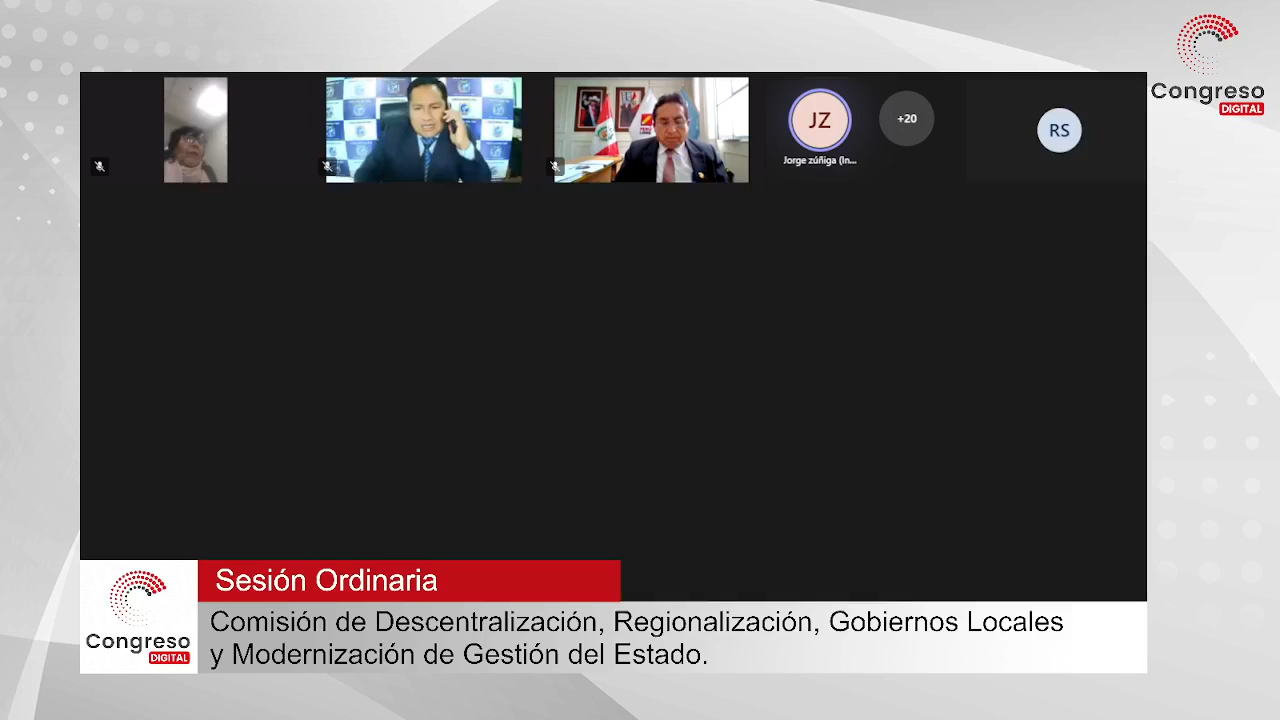 Congreso
DIGITAL
JZ
+20
RS
Jorge zúñiga (In...
Sesión Ordinaria
Congreso
DIGITAL
Comisión de Descentralización, Regionalización, Gobiernos Locales
y Modernización de Gestión del Estado.